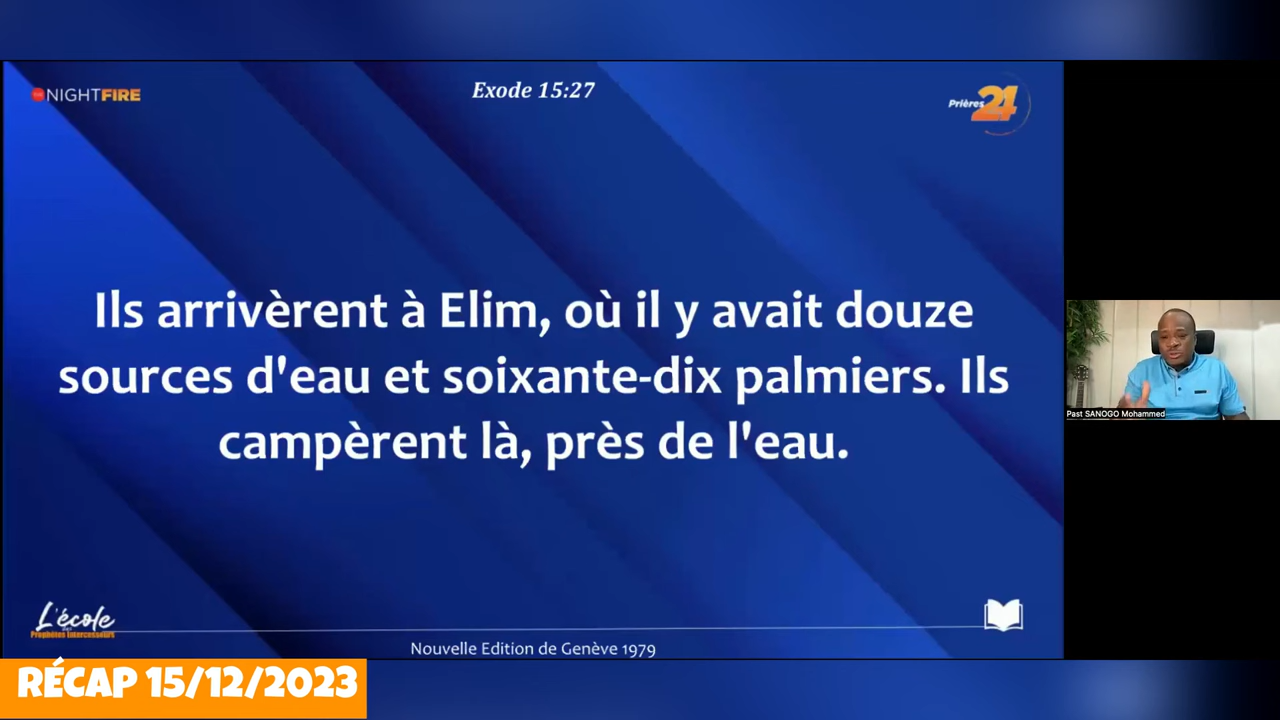 NIGHTFIRE
Exode 15:27
Prières 24
Ils arrivèrent à Elim, où il y avait douze
sources d'eau et soixante-dix palmiers. Ils
campèrent là, près de l'eau.
Past SANOGO Mohammed
L'école
Prophètes Intercesseurs
Nouvelle Edition de Genève 1979
RÉCAP 15/12/2023